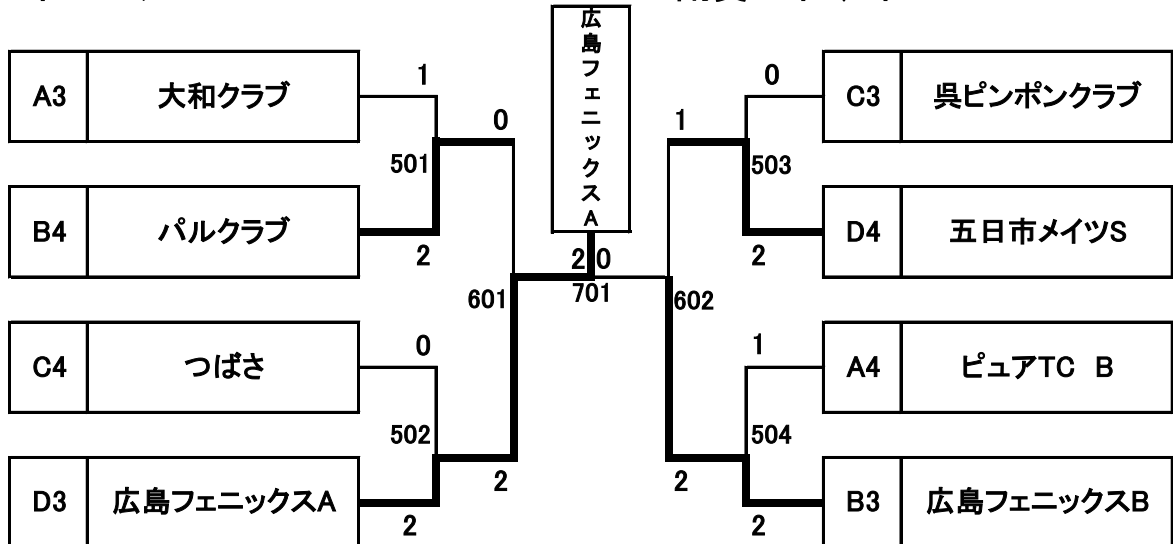 広島フェニックスA
A3 大和クラブ 1
0
501
B4 パルクラブ 2
601
C4 つばさ 0
502
2
D3 広島フェニックスA 2
2 0
701
0 C3 呉ピンポンクラブ
1
503
2 D4 五日市メイツS
602
1 A4 ピュアTC B
504
2
2 B3 広島フェニックスB